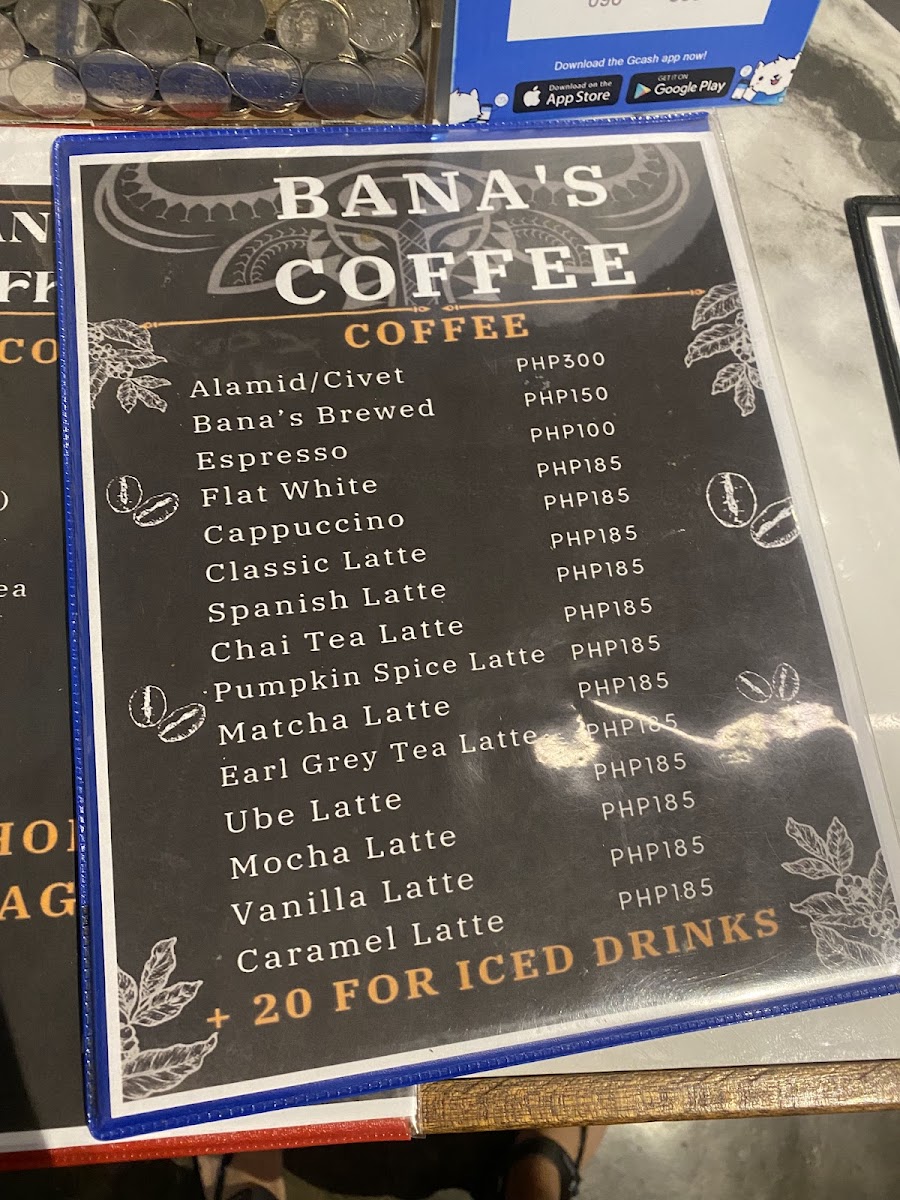 Download the Gcash app now!
Download on the App Store
GET IT ON Google Play
BANA'S
COFFEE
COFFEE
Alamid/Civet PHP300
Bana's Brewed PHP150
Espresso PHP100
Flat White PHP185
Cappuccino PHP185
Classic Latte PHP185
Spanish Latte PHP185
Chai Tea Latte PHP185
Pumpkin Spice Latte PHP185
Matcha Latte PHP185
Earl Grey Tea Latte PHP185
Ube Latte PHP185
Mocha Latte PHP185
Vanilla Latte PHP185
Caramel Latte PHP185
+ 20 FOR ICED DRINKS